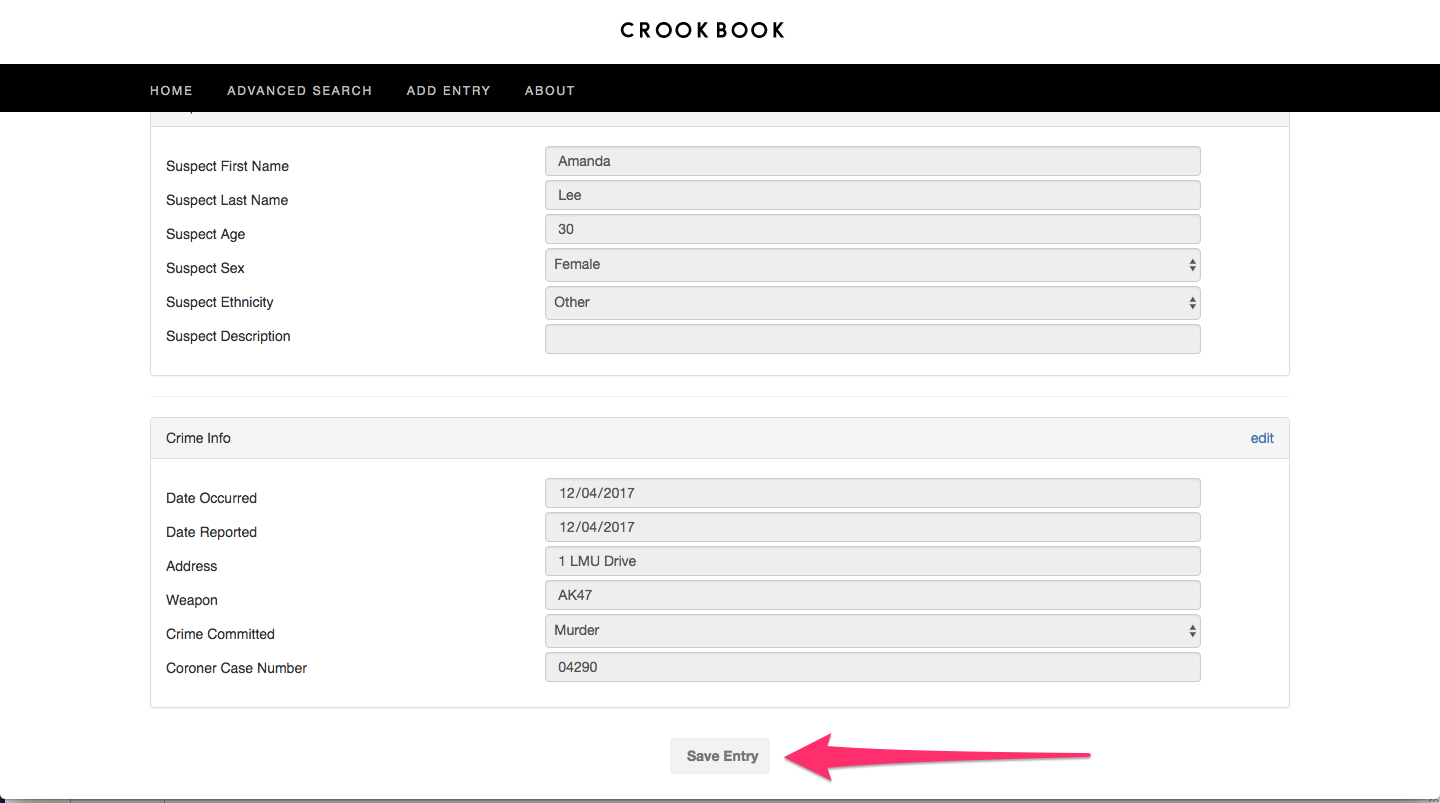 CROOK BOOK
HOME ADVANCED SEARCH ADD ENTRY ABOUT
Suspect First Name Amanda
Suspect Last Name Lee
Suspect Age 30
Suspect Sex Female
Suspect Ethnicity Other
Suspect Description
Crime Info edit
Date Occurred 12/04/2017
Date Reported 12/04/2017
Address 1 LMU Drive
Weapon AK47
Crime Committed Murder
Coroner Case Number 04290
Save Entry